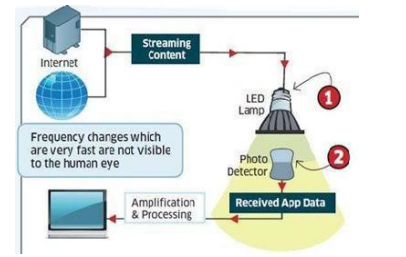 Streaming
Content
Internet
LED
Lamp
1
Frequency changes which
are very fast are not visible
to the human eye
Photo
Detector
2
Amplification
& Processing
Received App Data